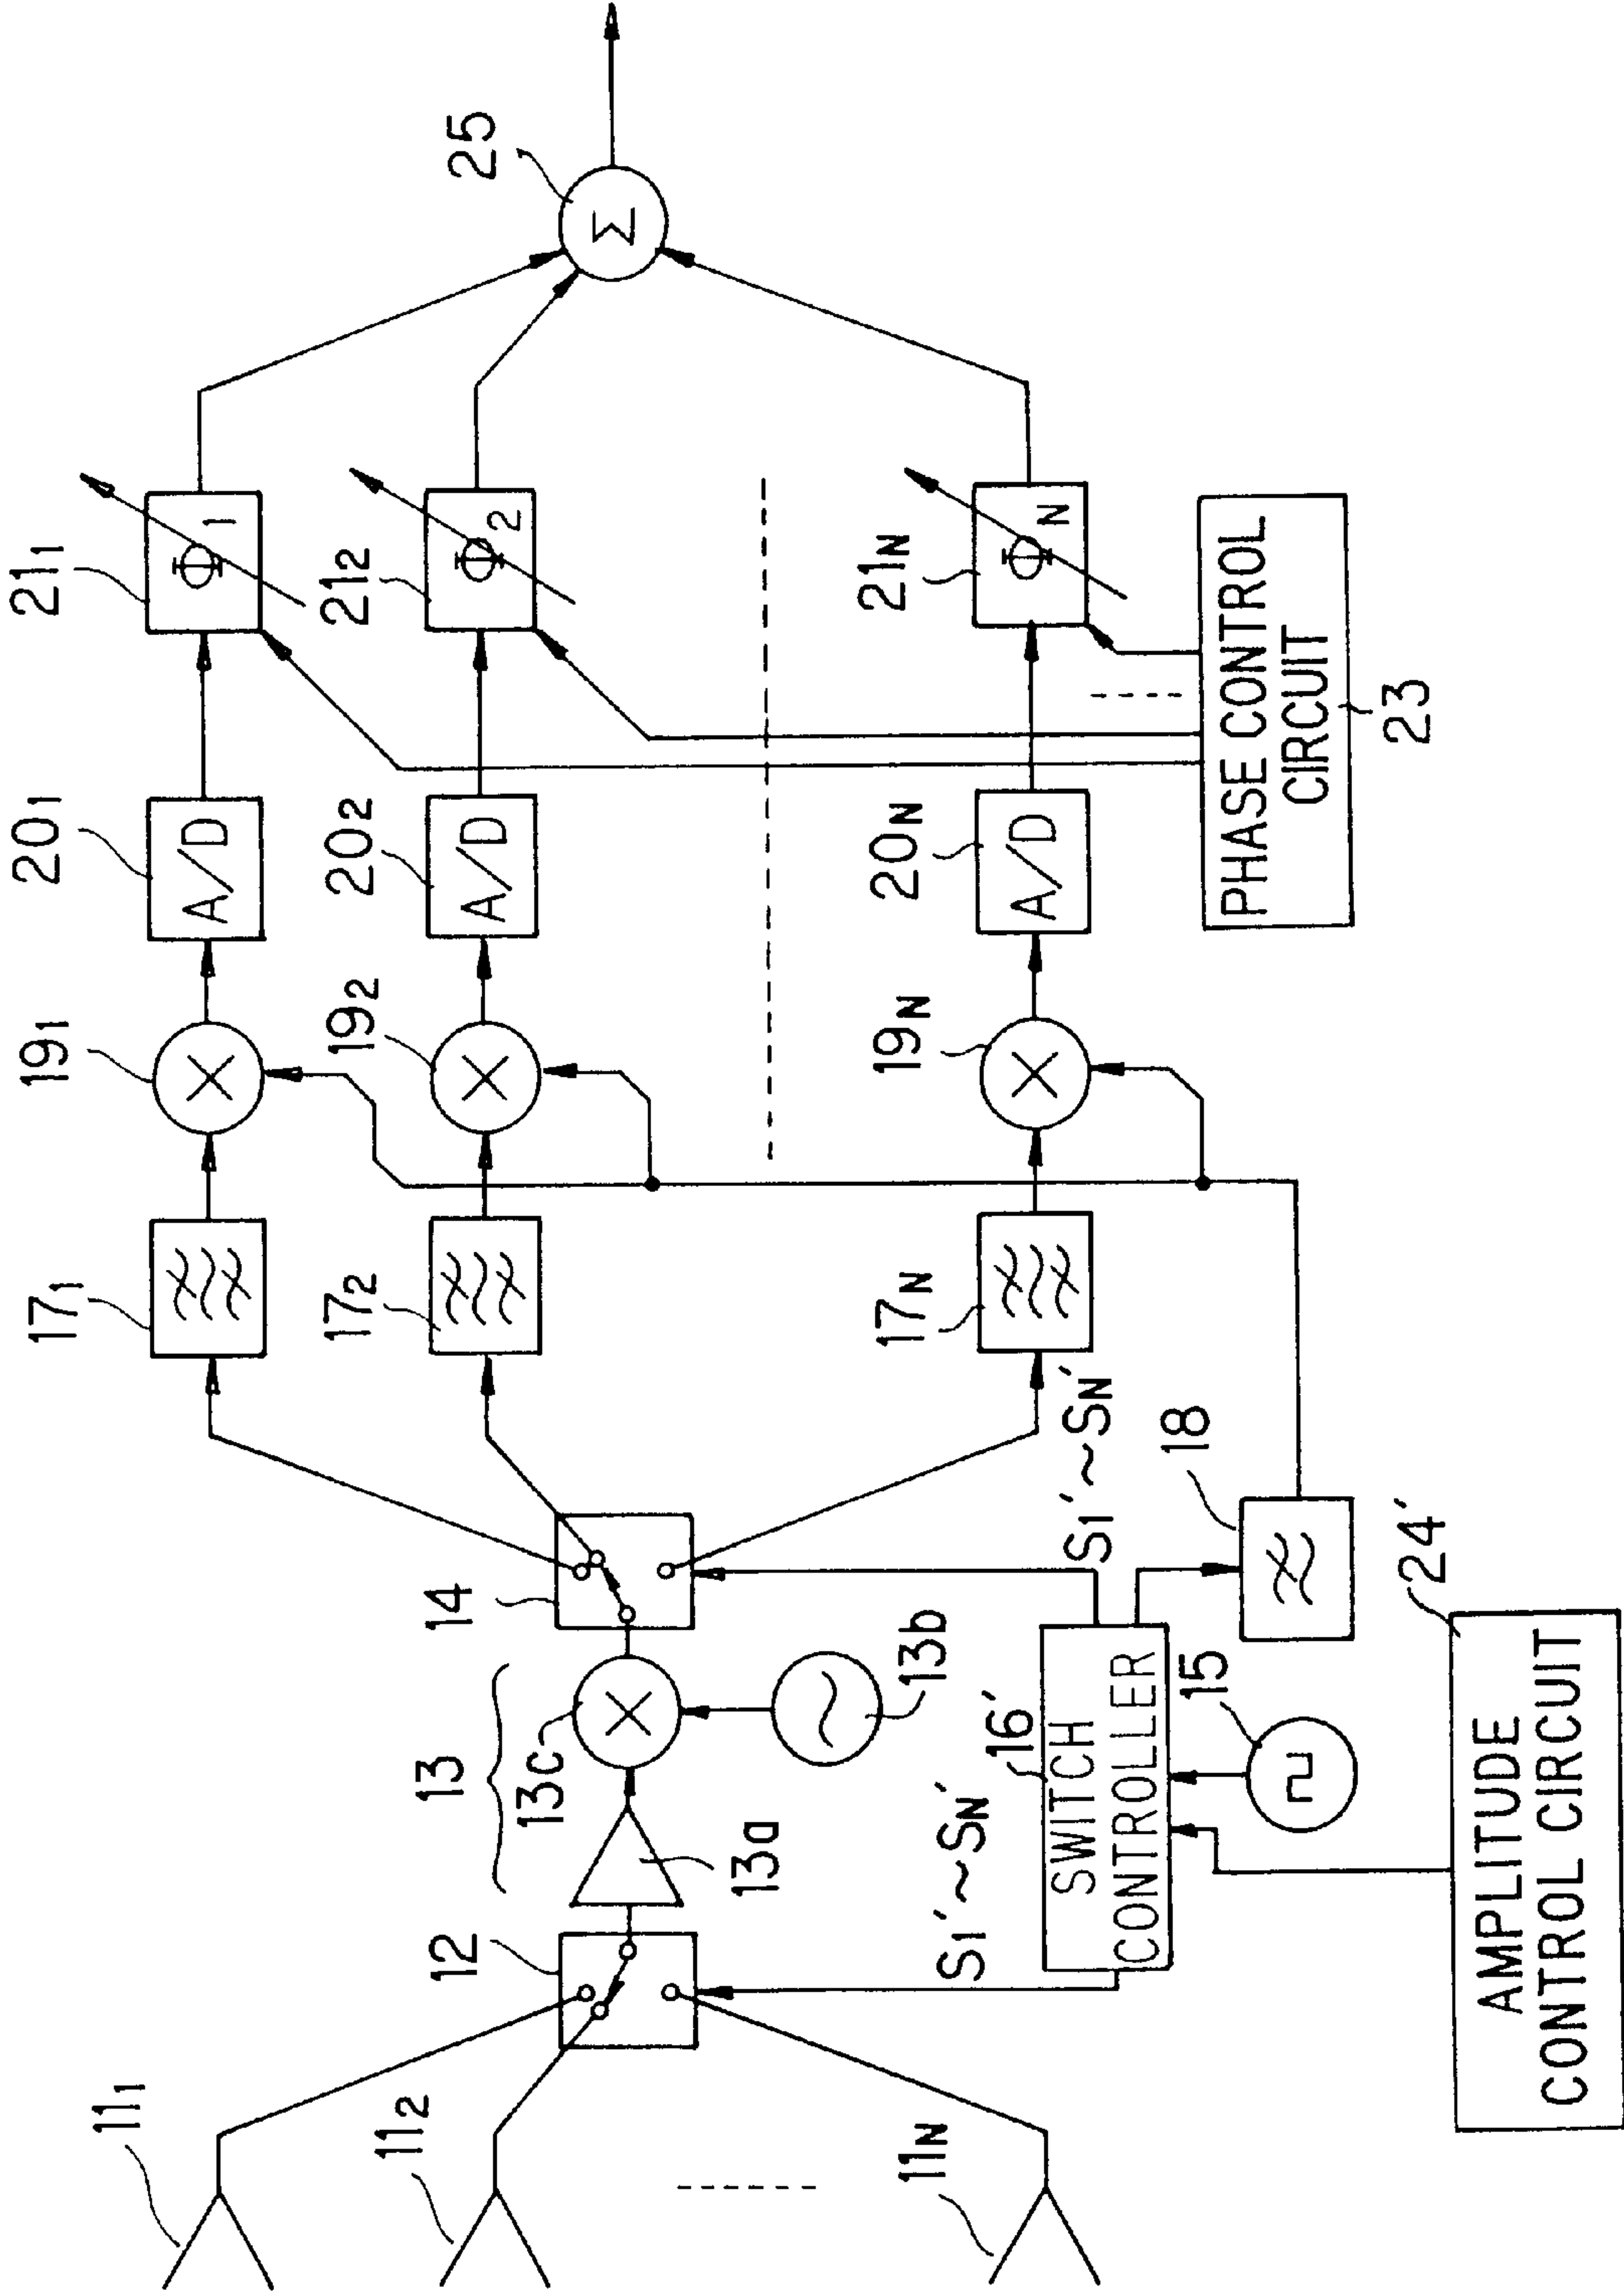 11₁
11₂
11N
12
13
13a
13b
13c
14
15
SWITCH
CONTROLLER
16′
S₁′~SN′
S₁′~SN′
AMPLITUDE
CONTROL CIRCUIT
24′
17₁
17₂
17N
18
19₁
19₂
19N
A/D
20₁
A/D
20₂
A/D
20N
Φ1
21₁
Φ2
21₂
ΦN
21N
PHASE CONTROL
CIRCUIT
23
Σ
25